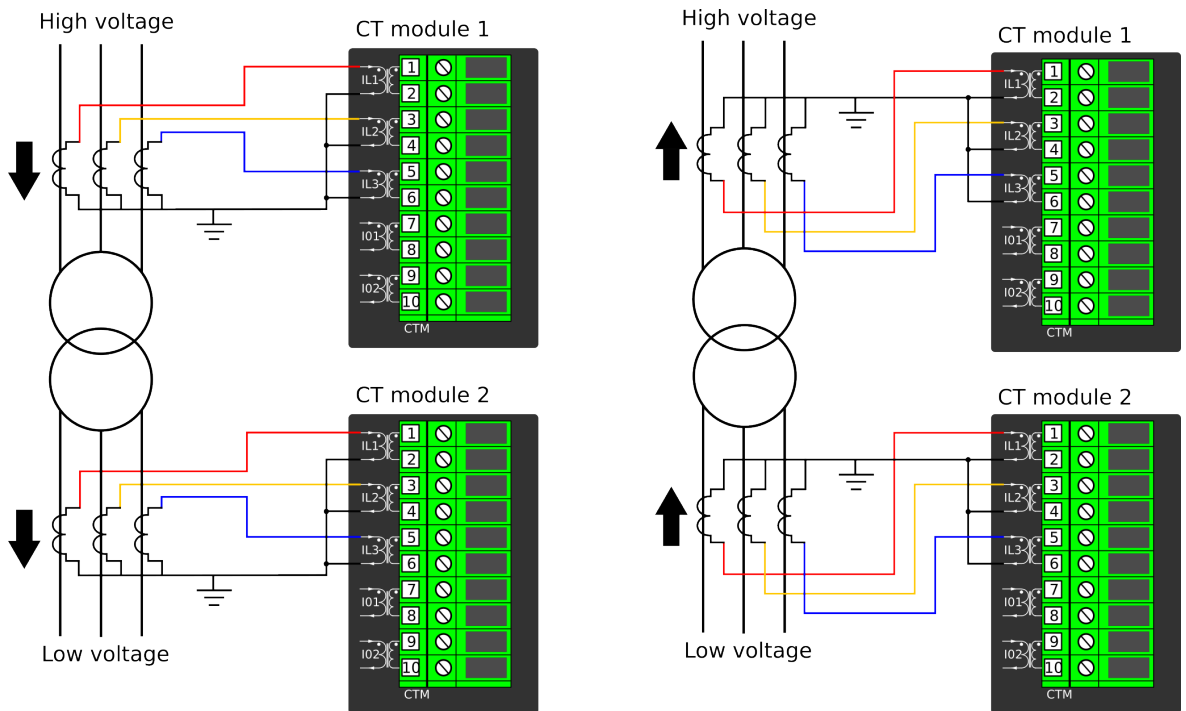 High voltage
CT module 1
IL1
1
2
IL2
3
4
IL3
5
6
I01
7
8
I02
9
10
CTM
CT module 2
IL1
1
2
IL2
3
4
IL3
5
6
I01
7
8
I02
9
10
CTM
Low voltage
High voltage
CT module 1
IL1
1
2
IL2
3
4
IL3
5
6
I01
7
8
I02
9
10
CTM
CT module 2
IL1
1
2
IL2
3
4
IL3
5
6
I01
7
8
I02
9
10
CTM
Low voltage